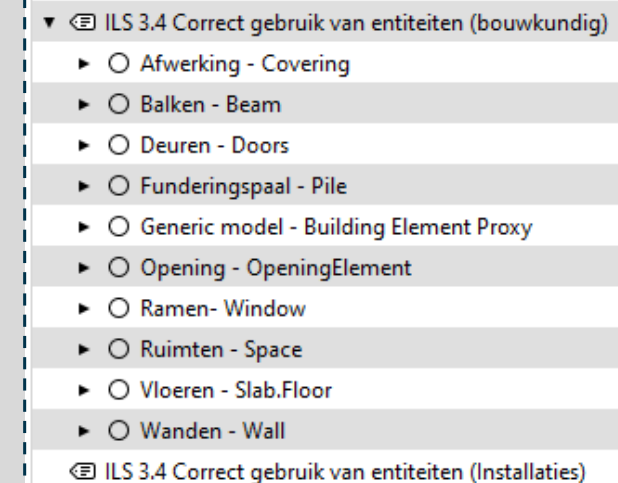 ILS 3.4 Correct gebruik van entiteiten (bouwkundig)
Afwerking - Covering
Balken - Beam
Deuren - Doors
Funderingspaal - Pile
Generic model - Building Element Proxy
Opening - OpeningElement
Ramen- Window
Ruimten - Space
Vloeren - Slab.Floor
Wanden - Wall
ILS 3.4 Correct gebruik van entiteiten (Installaties)